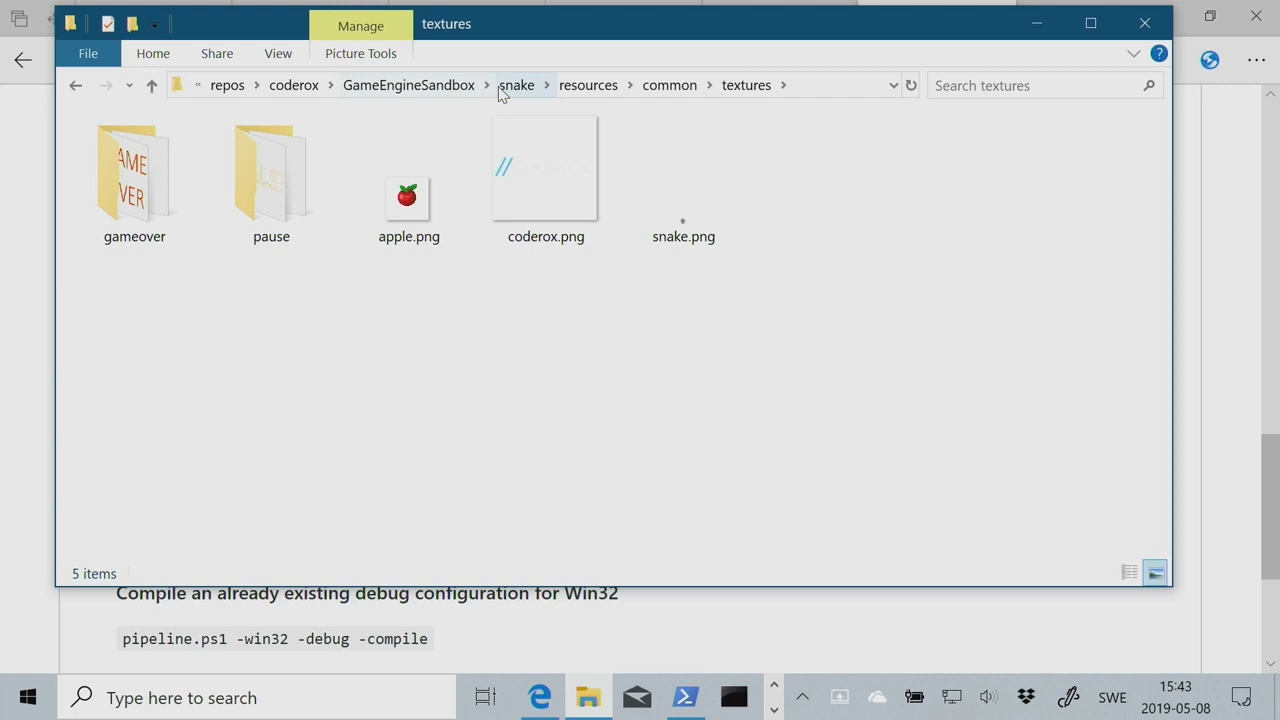 Manage
textures
File
Home
Share
View
Picture Tools
« repos > coderox > GameEngineSandbox > snake > resources > common > textures >
Search textures
gameover
pause
apple.png
coderox.png
snake.png
5 items
Compile an already existing debug configuration for Win32
pipeline.ps1 -win32 -debug -compile
Type here to search
SWE
15:43
2019-05-08